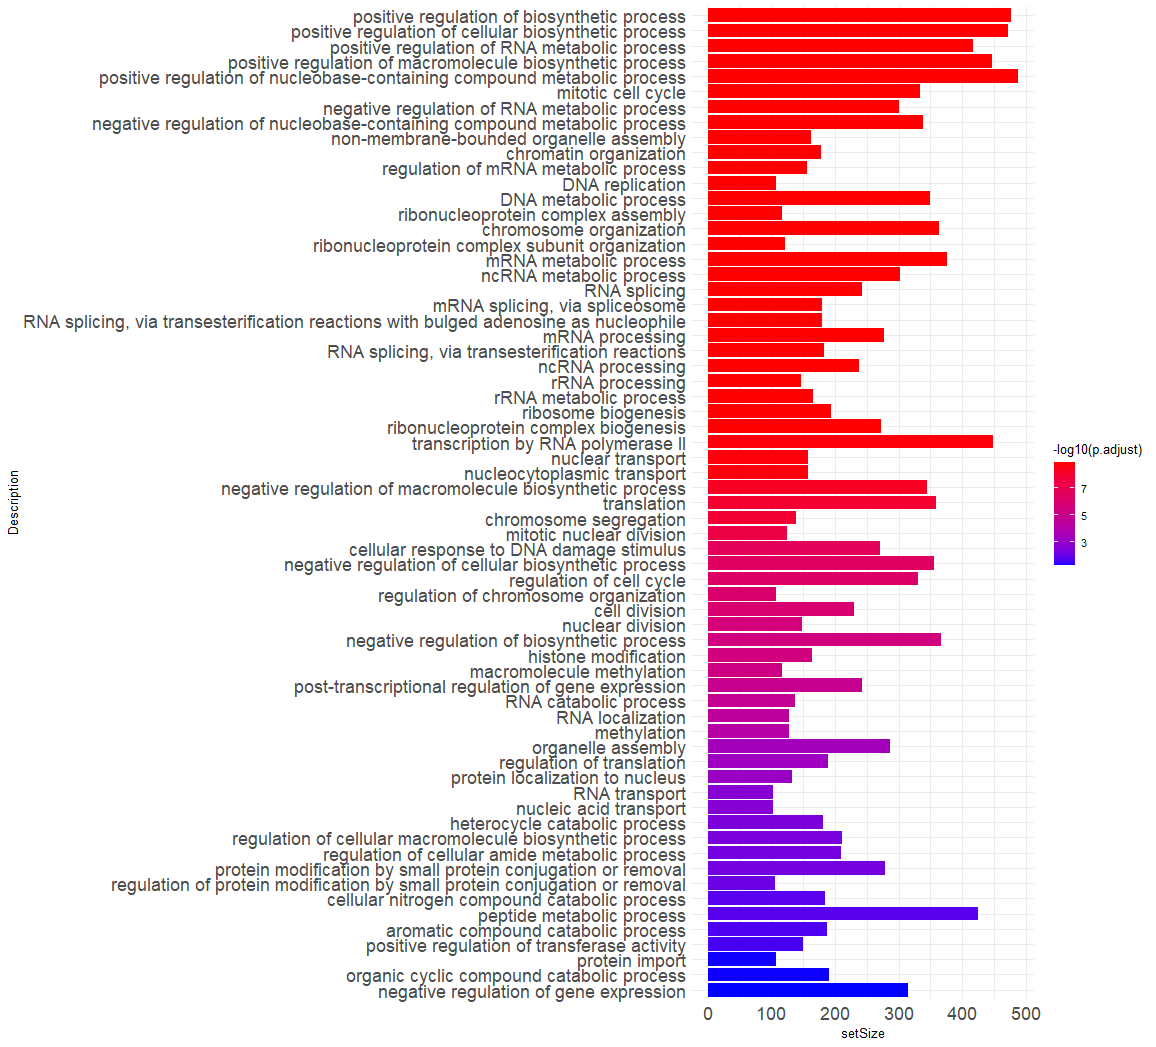 positive regulation of biosynthetic process
positive regulation of cellular biosynthetic process
positive regulation of RNA metabolic process
positive regulation of macromolecule biosynthetic process
positive regulation of nucleobase-containing compound metabolic process
mitotic cell cycle
negative regulation of RNA metabolic process
negative regulation of nucleobase-containing compound metabolic process
non-membrane-bounded organelle assembly
chromatin organization
regulation of mRNA metabolic process
DNA replication
DNA metabolic process
ribonucleoprotein complex assembly
chromosome organization
ribonucleoprotein complex subunit organization
mRNA metabolic process
ncRNA metabolic process
RNA splicing
mRNA splicing, via spliceosome
RNA splicing, via transesterification reactions with bulged adenosine as nucleophile
mRNA processing
RNA splicing, via transesterification reactions
ncRNA processing
rRNA processing
rRNA metabolic process
ribosome biogenesis
ribonucleoprotein complex biogenesis
transcription by RNA polymerase II
nuclear transport
nucleocytoplasmic transport
negative regulation of macromolecule biosynthetic process
translation
chromosome segregation
mitotic nuclear division
cellular response to DNA damage stimulus
negative regulation of cellular biosynthetic process
regulation of cell cycle
regulation of chromosome organization
cell division
nuclear division
negative regulation of biosynthetic process
histone modification
macromolecule methylation
post-transcriptional regulation of gene expression
RNA catabolic process
RNA localization
methylation
organelle assembly
regulation of translation
protein localization to nucleus
RNA transport
nucleic acid transport
heterocycle catabolic process
regulation of cellular macromolecule biosynthetic process
regulation of cellular amide metabolic process
protein modification by small protein conjugation or removal
regulation of protein modification by small protein conjugation or removal
cellular nitrogen compound catabolic process
peptide metabolic process
aromatic compound catabolic process
positive regulation of transferase activity
protein import
organic cyclic compound catabolic process
negative regulation of gene expression
Description
0 100 200 300 400 500
setSize
-log10(p.adjust)
7
5
3